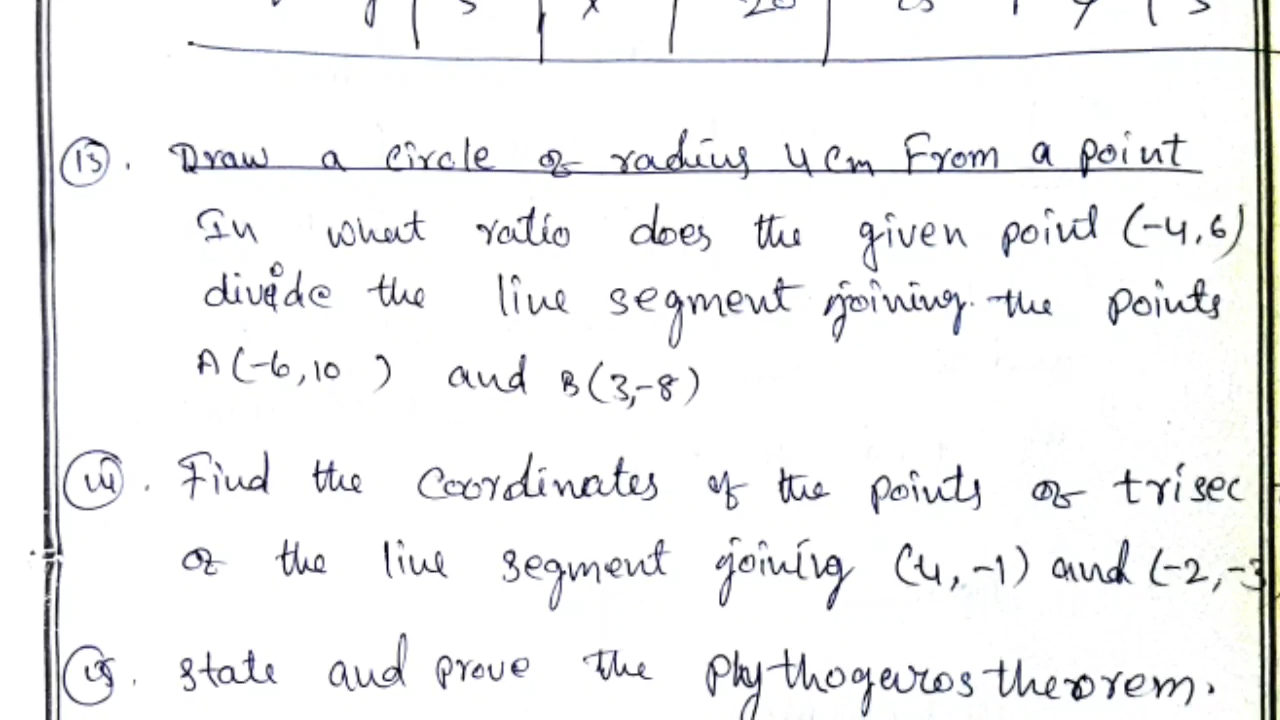 13. Draw a circle of radius 4 cm From a point
In what ratio does the given point (-4,6)
divide the line segment joining the points
A(-6,10 ) and B(3,-8)
14. Find the Coordinates of the points of trisec
of the line segment joining (4,-1) and (-2,-3
15. State and prove the Phythogeros theorem.